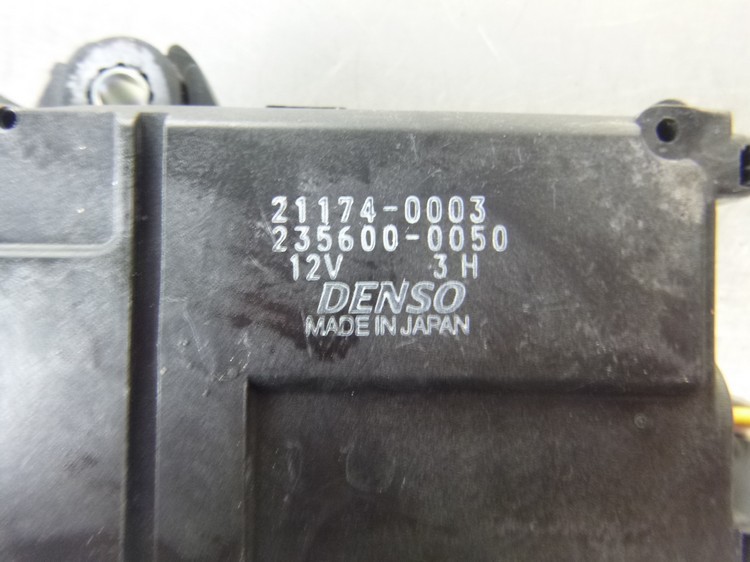 21174-0003
235600-0050
12V 3H
DENSO
MADE IN JAPAN